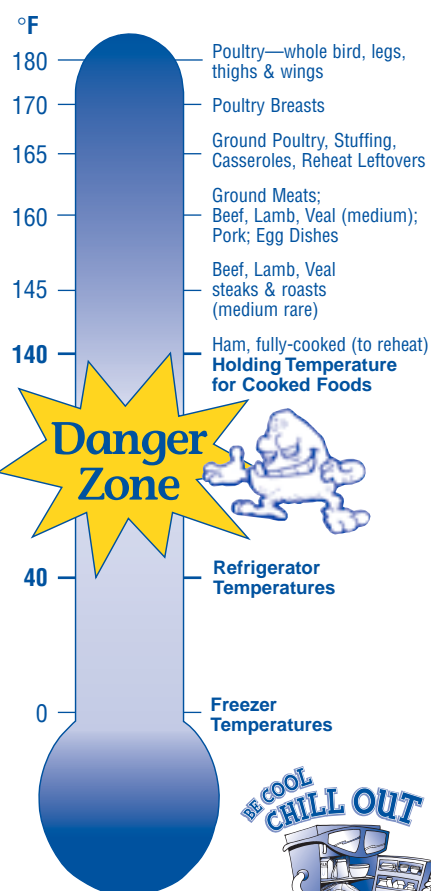 °F
180
Poultry—whole bird, legs,
thighs & wings
170
Poultry Breasts
165
Ground Poultry, Stuffing,
Casseroles, Reheat Leftovers
160
Ground Meats;
Beef, Lamb, Veal (medium);
Pork; Egg Dishes
145
Beef, Lamb, Veal
steaks & roasts
(medium rare)
140
Ham, fully-cooked (to reheat)
Holding Temperature
for Cooked Foods
Danger
Zone
40
Refrigerator
Temperatures
0
Freezer
Temperatures
BE COOL
CHILL OUT